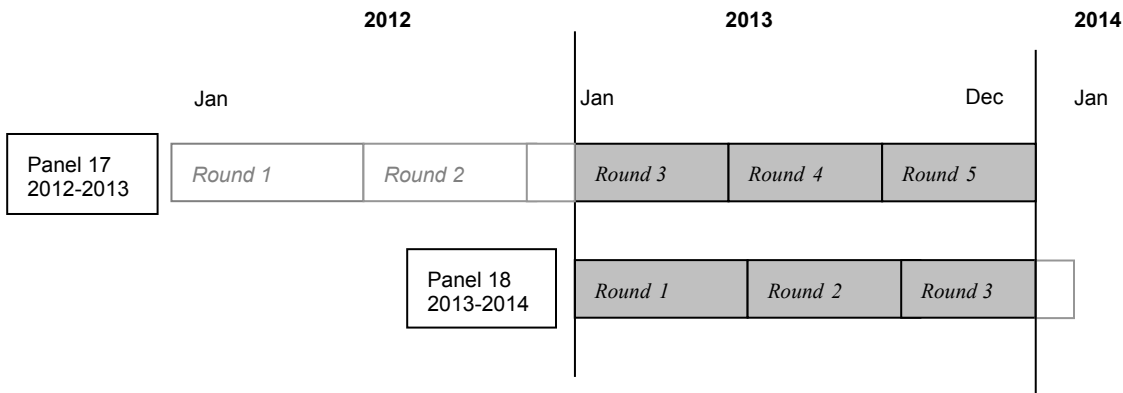 2012 2013 2014
Jan Jan Dec Jan
Panel 17
2012-2013
Round 1 Round 2 Round 3 Round 4 Round 5
Panel 18
2013-2014
Round 1 Round 2 Round 3